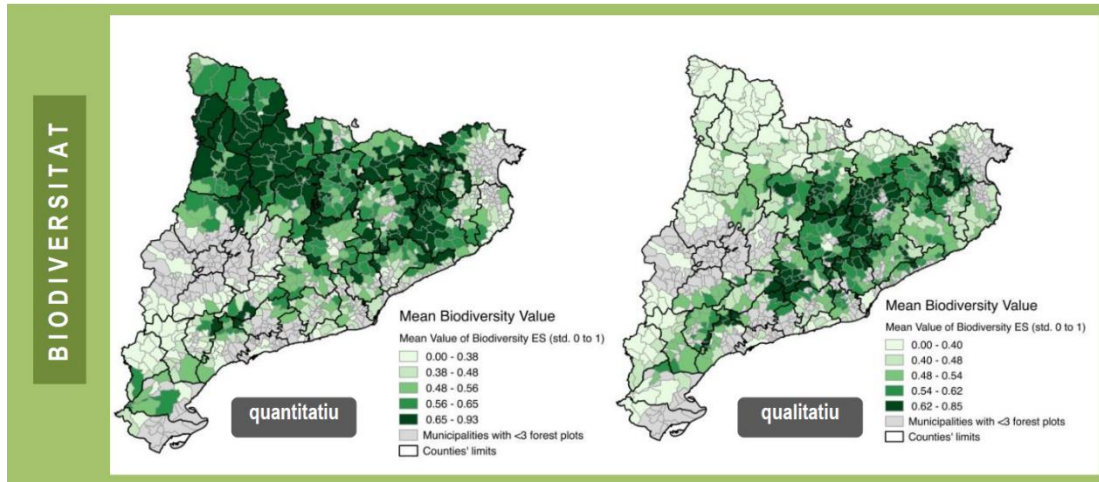 BIODIVERSITAT
Mean Biodiversity Value
Mean Value of Biodiversity ES (std. 0 to 1)
0.00 - 0.38
0.38 - 0.48
0.48 - 0.56
0.56 - 0.65
0.65 - 0.93
Municipalities with <3 forest plots
Counties' limits
quantitatiu
Mean Biodiversity Value
Mean Value of Biodiversity ES (std. 0 to 1)
0.00 - 0.40
0.40 - 0.48
0.48 - 0.54
0.54 - 0.62
0.62 - 0.85
Municipalities with <3 forest plots
Counties' limits
qualitatiu